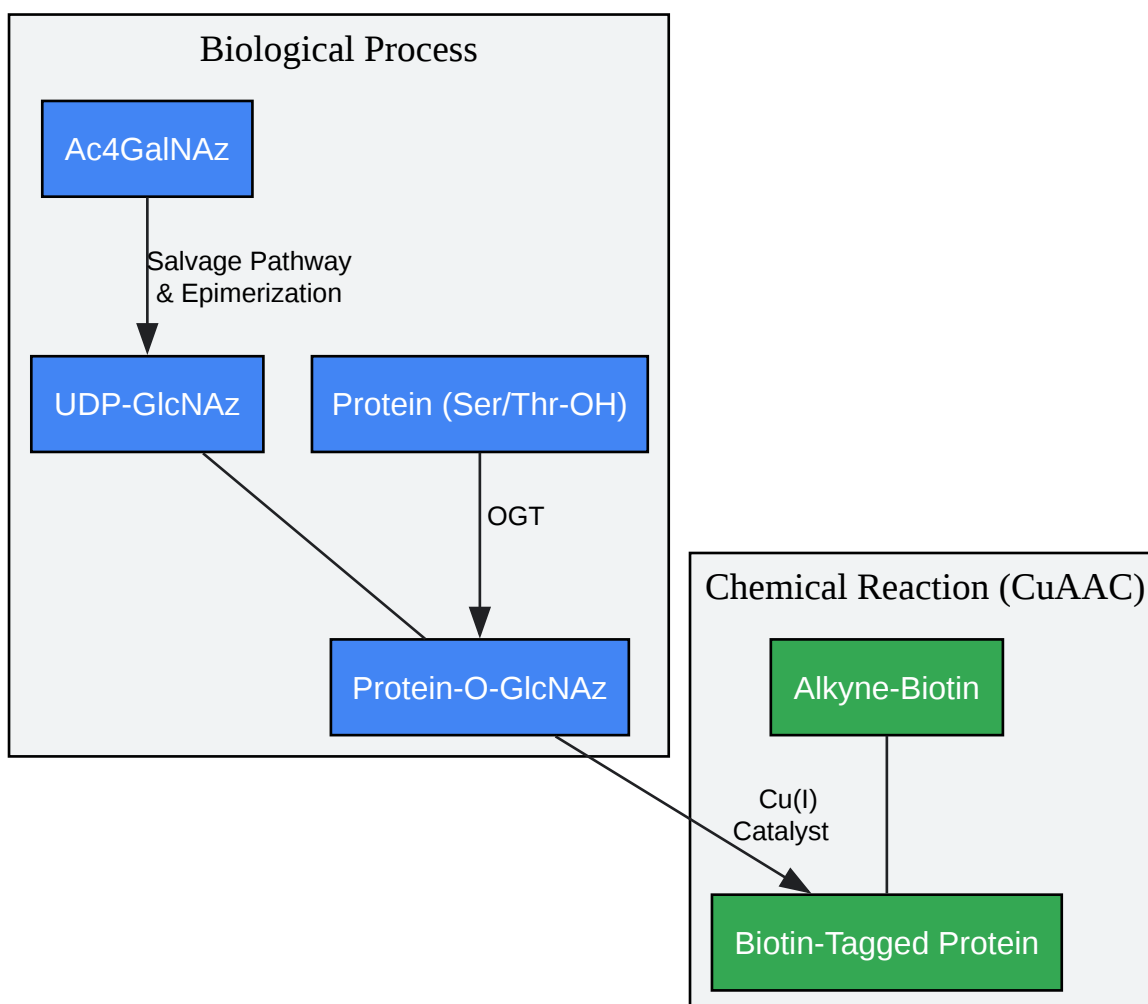 Biological Process
Ac4GalNAz
Salvage Pathway
& Epimerization
UDP-GlcNAz
Protein (Ser/Thr-OH)
OGT
Protein-O-GlcNAz
Chemical Reaction (CuAAC)
Alkyne-Biotin
Cu(I)
Catalyst
Biotin-Tagged Protein